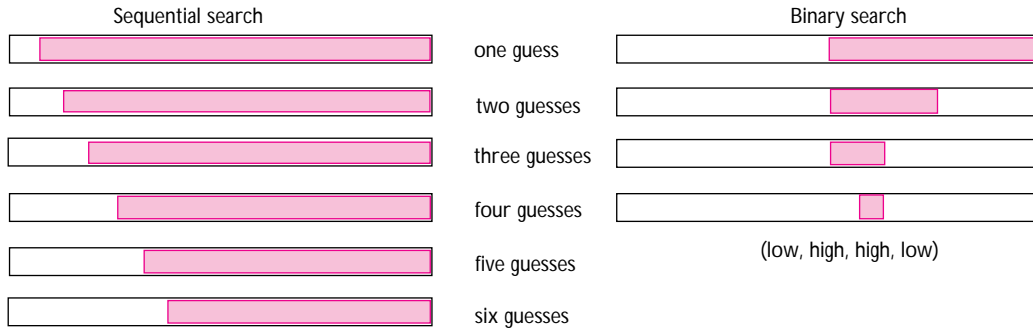 Sequential search
Binary search
one guess
two guesses
three guesses
four guesses
(low, high, high, low)
five guesses
six guesses